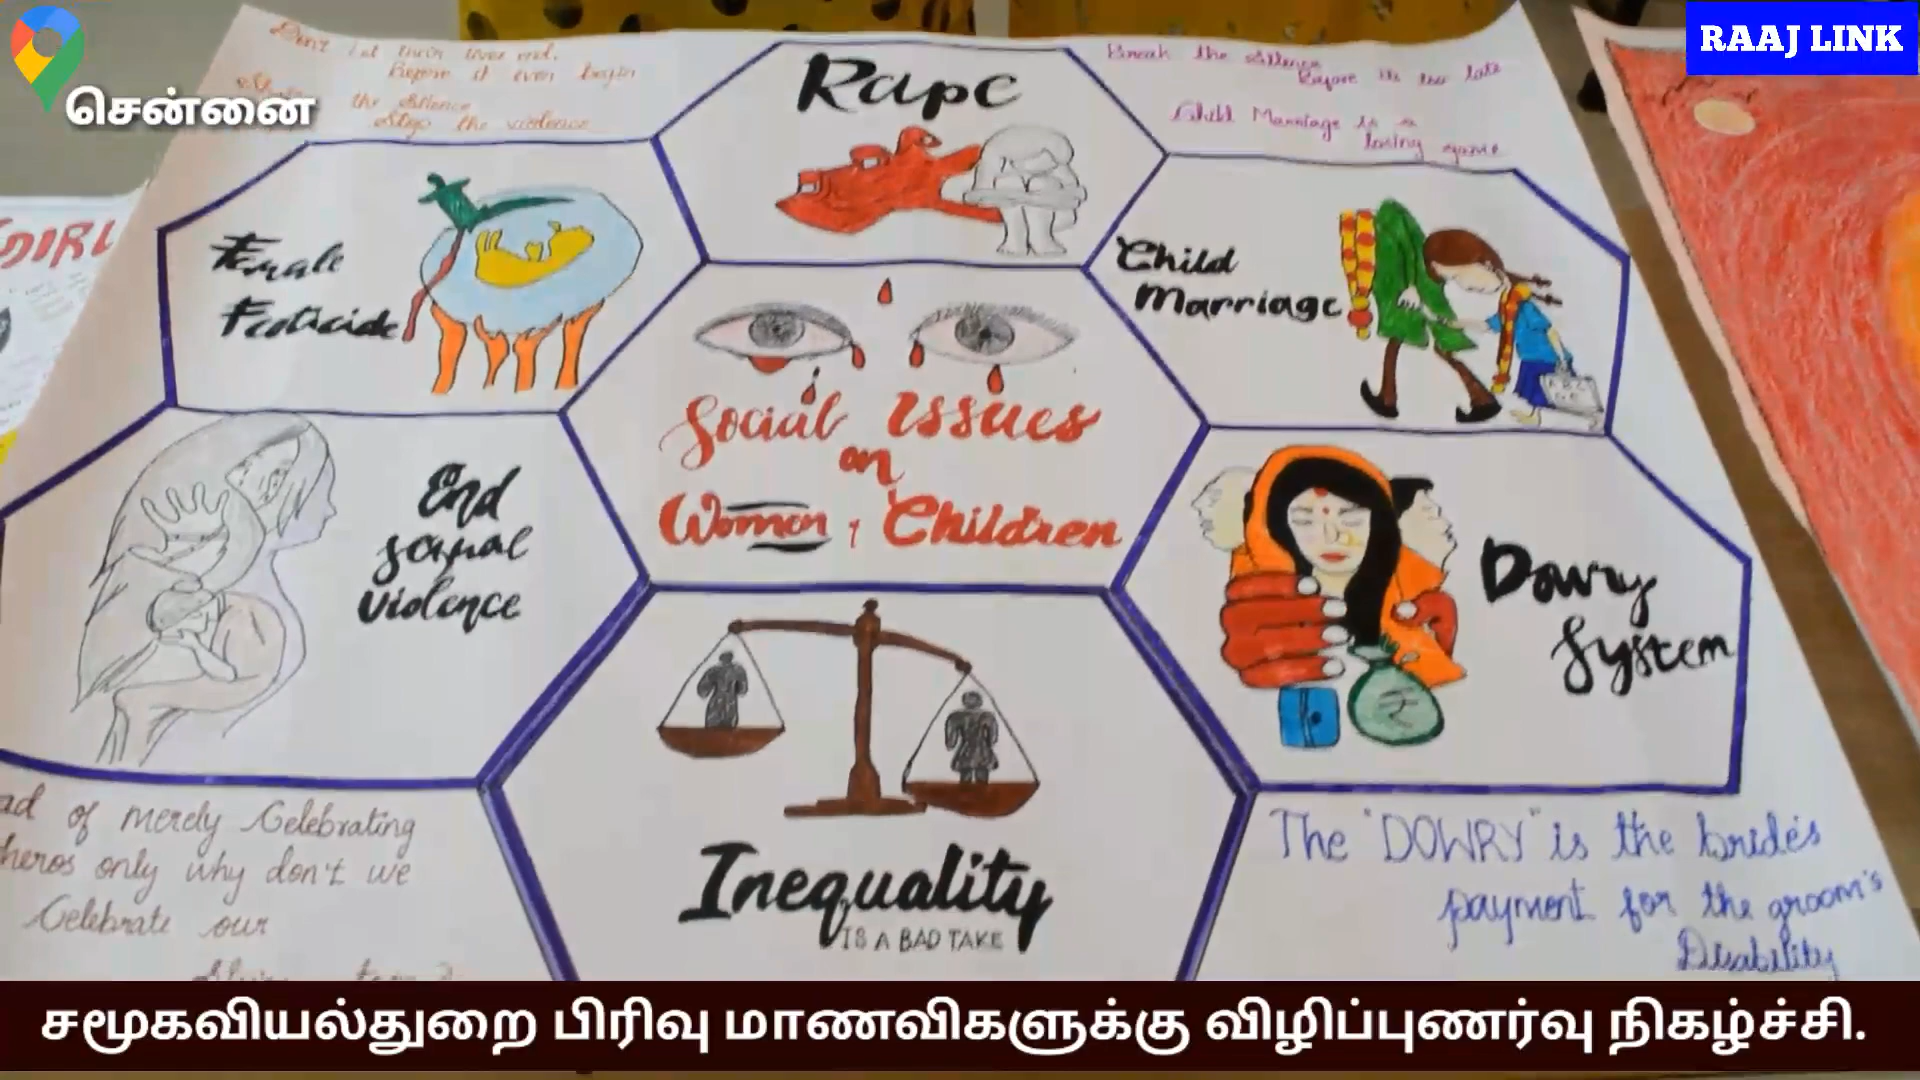 RAAJ LINK
சென்னை
Don't let their lives end,
Before it even begin
the silence
Stop the violence
Break the silence
Before its too late
Child Marriage is a
losing game
Rape
Female
Foeticide
Child
Marriage
Social issues
on
Women & Children
End
sexual
violence
Dowry
System
Inequality
IS A BAD TAKE
ad of merely Celebrating
heros only why don't we
Celebrate our
The "DOWRY" is the bride's
payment for the groom's
Disability
சமூகவியல்துறை பிரிவு மாணவிகளுக்கு விழிப்புணர்வு நிகழ்ச்சி.